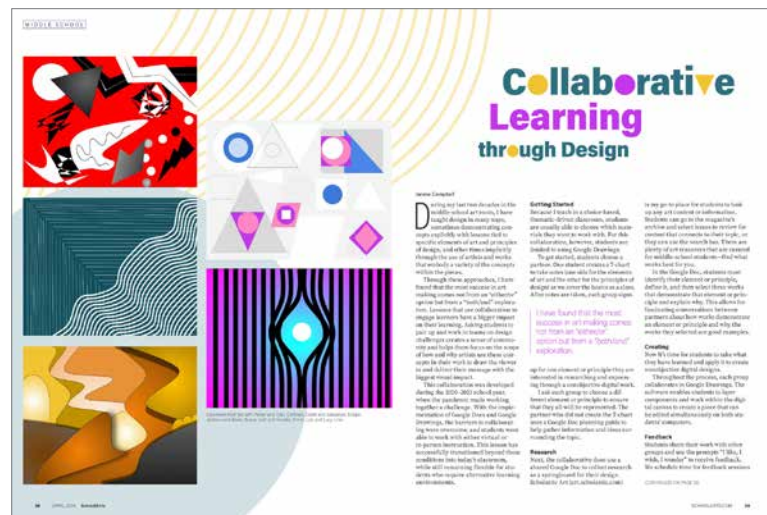 MIDDLE SCHOOL
Collaborative
Learning
through Design
Janine Campbell
During my last two decades in the
middle-school art room, I have
taught design in many ways,
sometimes demonstrating con-
cepts explicitly with lessons tied to
specific elements of art and principles
of design, and other times implicitly
through the use of artists and works
that embody a variety of the concepts
within the pieces.
Through these approaches, I have
found that the most success in art
making comes not from an "either/or"
option but from a "both/and" explora-
tion. Lessons that use collaboration to
engage learners have a bigger impact
on their learning. Asking students to
pair up and work in teams on design
challenges creates a sense of commu-
nity and helps them focus on the scope
of how and why artists use these con-
cepts in their work to draw the viewer
in and deliver their message with the
biggest visual impact.
This collaboration was developed
during the 2020–2021 school year,
when the pandemic made working
together a challenge. With the imple-
mentation of Google Docs and Google
Drawings, the barriers to collaborat-
ing were overcome, and students were
able to work with either virtual or
in-person instruction. This lesson has
successfully transitioned beyond those
conditions into today's classroom,
while still remaining flexible for stu-
dents who require alternative learning
environments.
Getting Started
Because I teach in a choice-based,
thematic-driven classroom, students
are usually able to choose which mate-
rials they want to work with. For this
collaboration, however, students are
limited to using Google Drawings.
To get started, students choose a
partner. One student creates a T-chart
to take notes (one side for the elements
of art and the other for the principles of
design) as we cover the basics as a class.
After notes are taken, each group signs
I have found that the most
success in art making comes
not from an "either/or"
option but from a "both/and"
exploration.
up for one element or principle they are
interested in researching and express-
ing through a nonobjective digital work.
I ask each group to choose a dif-
ferent element or principle to ensure
that they all will be represented. The
partner who did not create the T-chart
uses a Google Doc planning guide to
help gather information and ideas sur-
rounding the topic.
Research
Next, the collaborative duos use a
shared Google Doc to collect research
as a springboard for their design.
Scholastic Art (art.scholastic.com)
is my go-to place for students to look
up any art content or information.
Students can go to the magazine's
archive and select issues to review for
content that connects to their topic, or
they can use the search bar. There are
plenty of art resources that are curated
for middle-school students—find what
works best for you.
In the Google Doc, students must
identify their element or principle,
define it, and then select three works
that demonstrate that element or prin-
ciple and explain why. This allows for
fascinating conversations between
partners about how works demonstrate
an element or principle and why the
works they selected are good examples.
Creating
Now it's time for students to take what
they have learned and apply it to create
nonobjective digital designs.
Throughout the process, each group
collaborates in Google Drawings. The
software enables students to layer
components and work within the digi-
tal canvas to create a piece that can
be edited simultaneously on both stu-
dents' computers.
Feedback
Students share their work with other
groups and use the prompts "I like, I
wish, I wonder" to receive feedback.
We schedule time for feedback sessions
CONTINUED ON PAGE
APRIL 2024 SchoolArts
SCHOOLARTS.COM